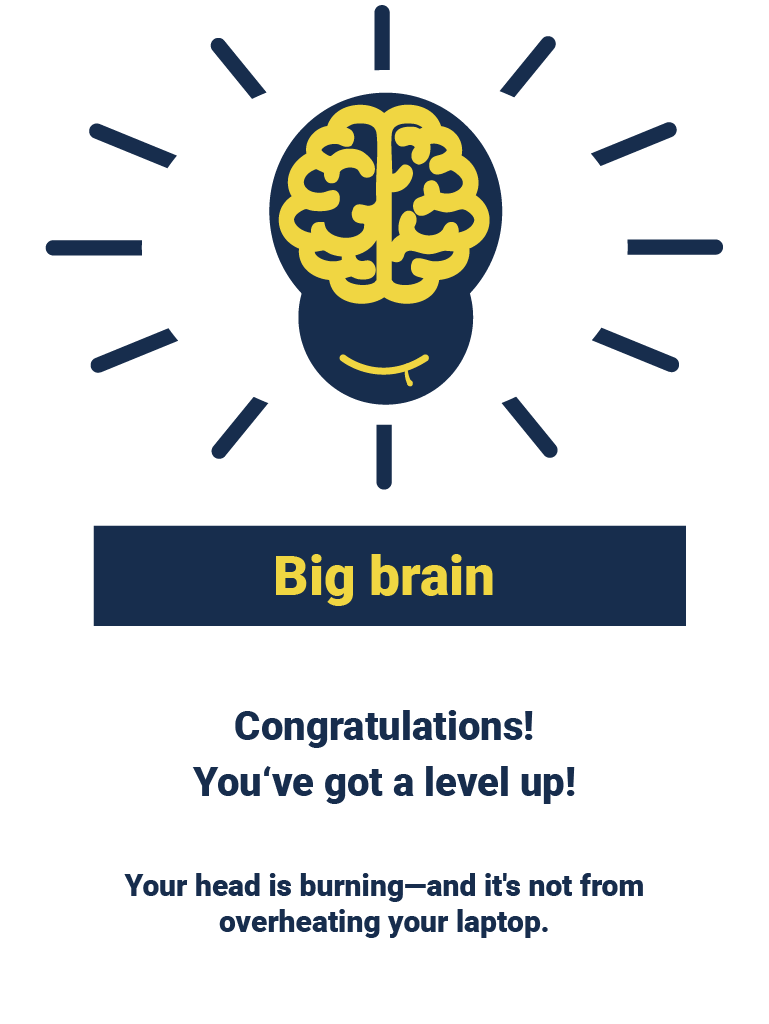 Big brain
Congratulations!
You‘ve got a level up!
Your head is burning—and it's not from
overheating your laptop.